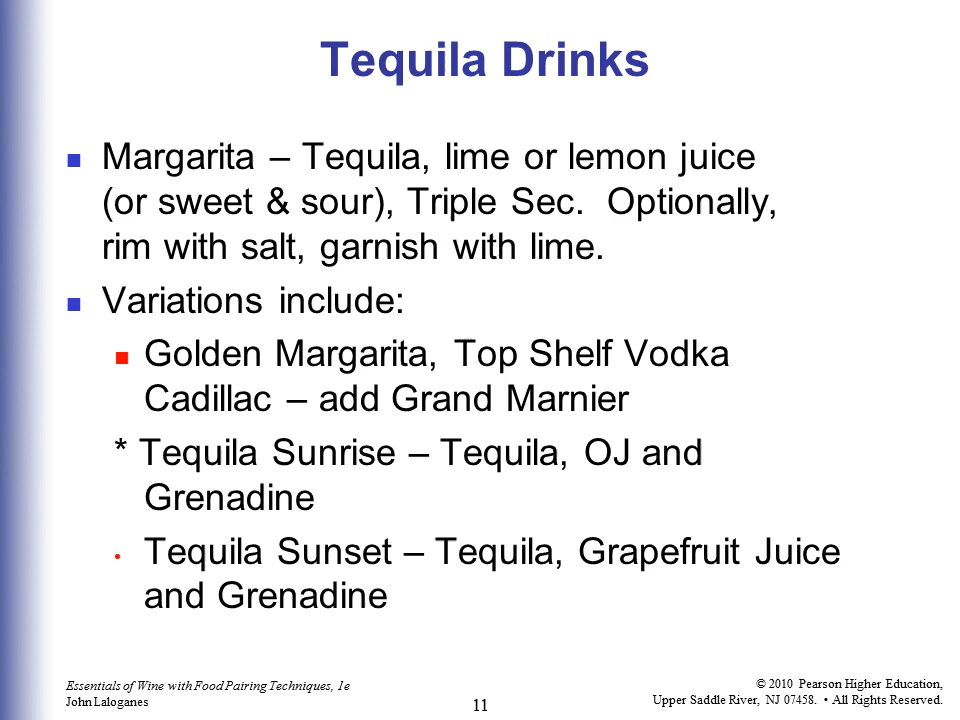 Tequila Drinks
■ Margarita – Tequila, lime or lemon juice
(or sweet & sour), Triple Sec.  Optionally,
rim with salt, garnish with lime.
■ Variations include:
■ Golden Margarita, Top Shelf Vodka
Cadillac – add Grand Marnier
* Tequila Sunrise – Tequila, OJ and
Grenadine
• Tequila Sunset – Tequila, Grapefruit Juice
and Grenadine
Essentials of Wine with Food Pairing Techniques, 1e
John Laloganes
11
© 2010 Pearson Higher Education,
Upper Saddle River, NJ 07458. • All Rights Reserved.